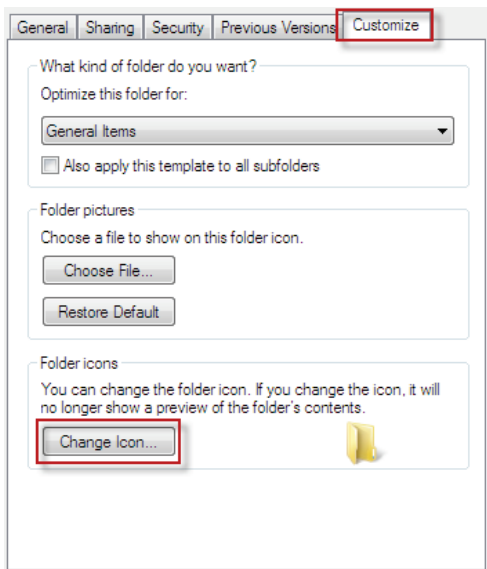 General Sharing Security Previous Versions Customize
What kind of folder do you want?
Optimize this folder for:
General Items
Also apply this template to all subfolders
Folder pictures
Choose a file to show on this folder icon.
Choose File...
Restore Default
Folder icons
You can change the folder icon. If you change the icon, it will
no longer show a preview of the folder's contents.
Change Icon...